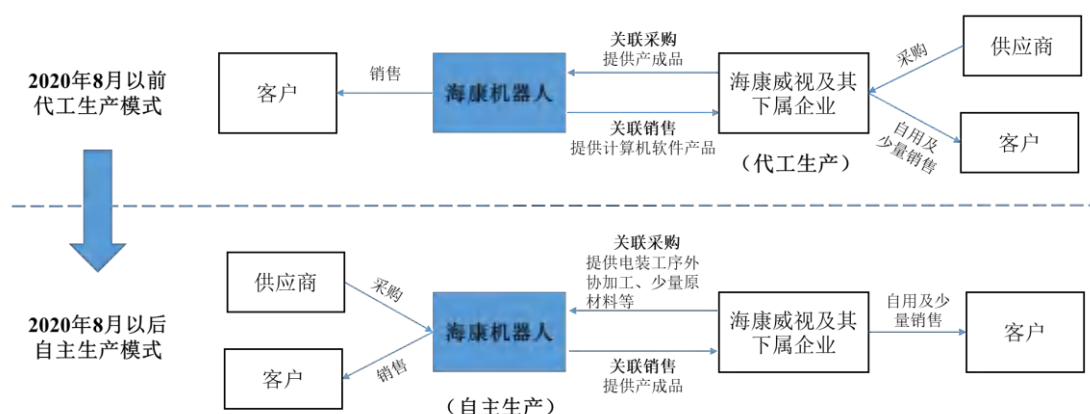 2020年8月以前
代工生产模式
客户
销售
海康机器人
关联采购
提供产成品
关联销售
提供计算机软件产品
海康威视及其
下属企业
（代工生产）
采购
供应商
自用及
少量销售
客户
2020年8月以后
自主生产模式
供应商
采购
客户
销售
海康机器人
（自主生产）
关联采购
提供电装工序外
协加工、少量原
材料等
关联销售
提供产成品
海康威视及其
下属企业
自用及少
量销售
客户